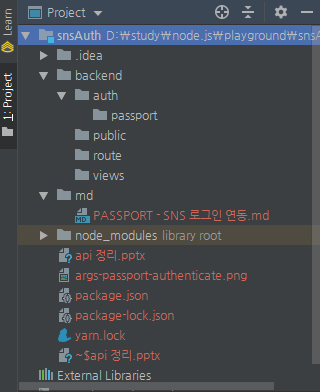 Learn
1: Project
Project
snsAuth D:₩study₩node.js₩playground₩snsA
.idea
backend
auth
passport
public
route
views
md
PASSPORT - SNS 로그인 연동.md
node_modules library root
api 정리.pptx
args-passport-authenticate.png
package.json
package-lock.json
yarn.lock
~$api 정리.pptx
External Libraries